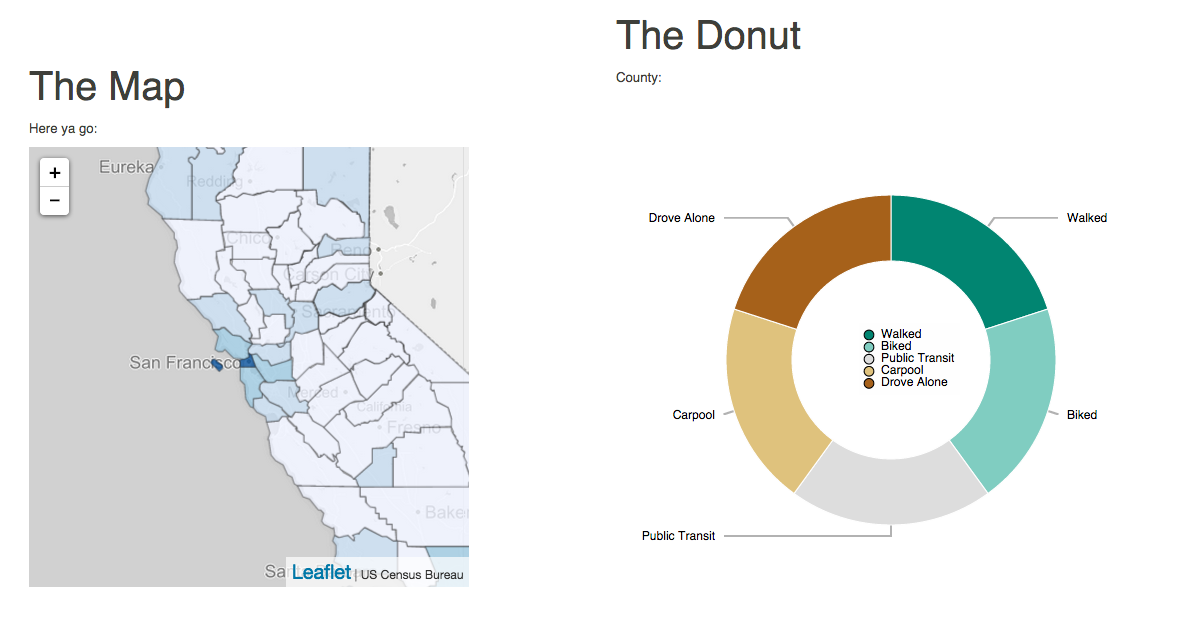 The Map
Here ya go:
+
−
Eureka
Redding
Chico
Reno
Carson City
Sacramento
San Francisco
Merced
California
Fresno
Bake
Leaflet | US Census Bureau
The Donut
County:
Drove Alone
Walked
Walked
Biked
Public Transit
Carpool
Drove Alone
Carpool
Biked
Public Transit